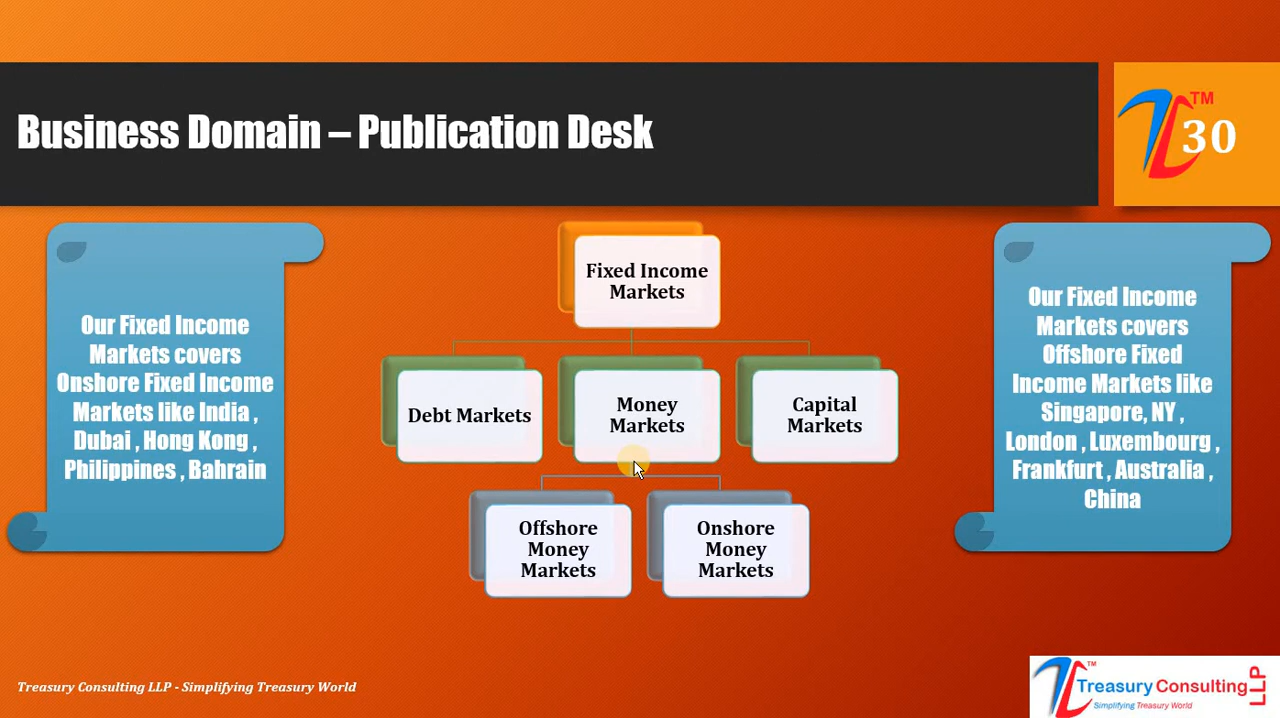 Business Domain – Publication Desk
TM
30
Our Fixed Income
Markets covers
Onshore Fixed Income
Markets like India ,
Dubai , Hong Kong ,
Philippines , Bahrain
Fixed Income
Markets
Debt Markets
Money
Markets
Capital
Markets
Offshore
Money
Markets
Onshore
Money
Markets
Our Fixed Income
Markets covers
Offshore Fixed
Income Markets like
Singapore, NY ,
London , Luxembourg ,
Frankfurt , Australia ,
China
Treasury Consulting LLP - Simplifying Treasury World
TM
Treasury Consulting LLP
Simplifying Treasury World